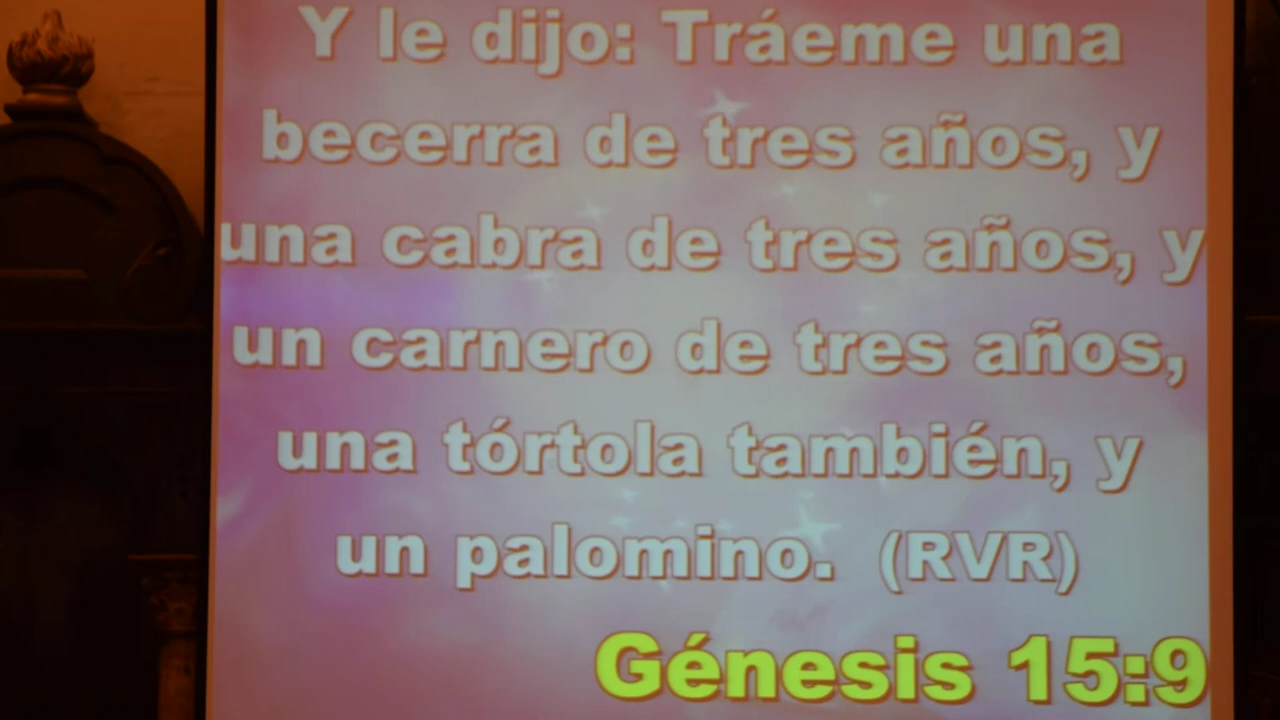 Y le dijo: Tráeme una
becerra de tres años, y
una cabra de tres años, y
un carnero de tres años,
una tórtola también, y
un palomino. (RVR)
Génesis 15:9